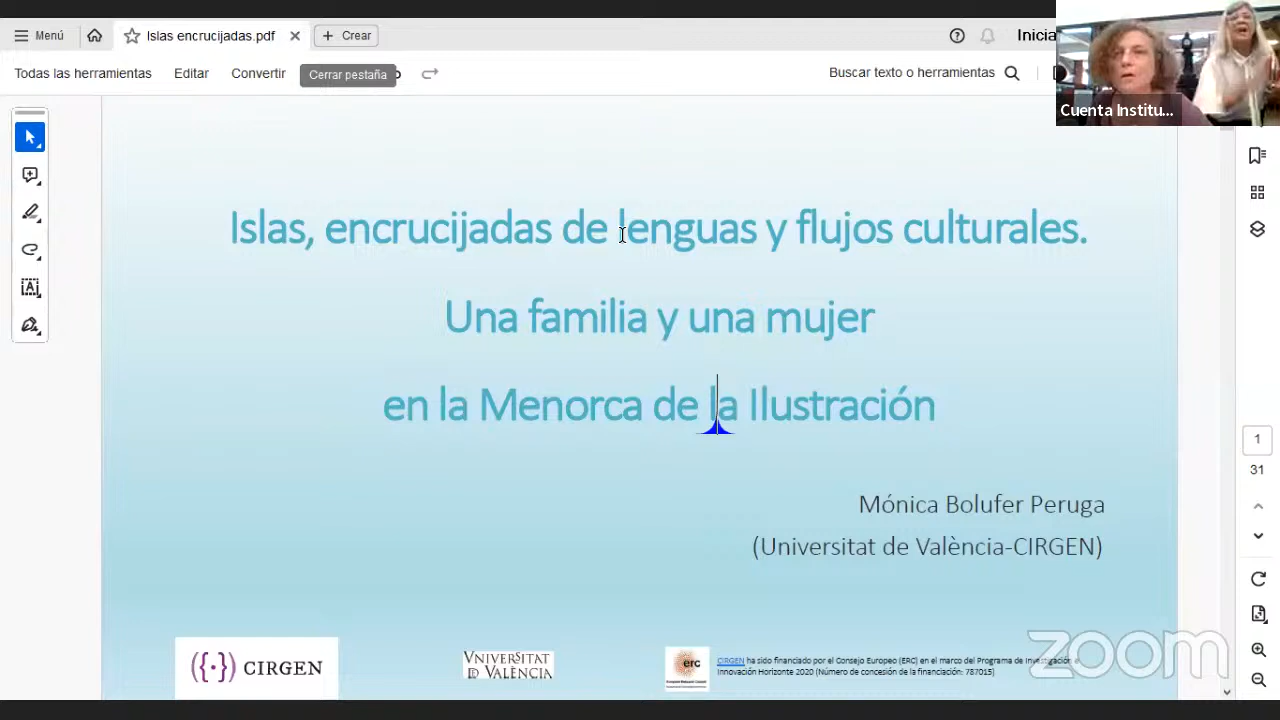 Menú
Islas encrucijadas.pdf
Crear
Inicia
Todas las herramientas
Editar
Convertir
Cerrar pestaña
Buscar texto o herramientas
Cuenta Institu...
Islas, encrucijadas de lenguas y flujos culturales.
Una familia y una mujer
en la Menorca de la Ilustración
Mónica Bolufer Peruga
(Universitat de València-CIRGEN)
1
31
CIRGEN
VNIVERSITAT
ID VALÈNCIA
erc
CIRGEN ha sido financiado por el Consejo Europeo (ERC) en el marco del Programa de Investigación e
Innovación Horizonte 2020 (Número de concesión de la financiación: 787015)
zoom